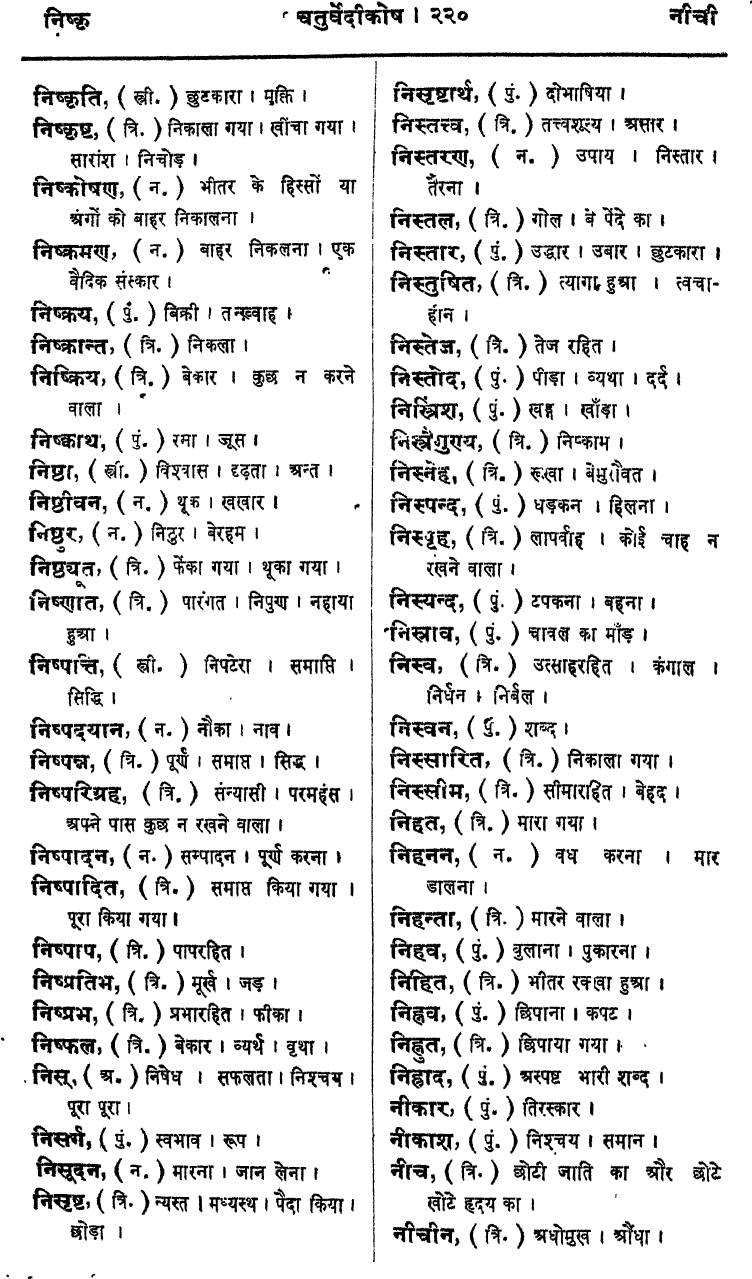 निष्कृ
चतुर्वेदीकोष । २२०
नीची
निष्कृति, ( स्त्री. ) छुटकारा । मुक्ति ।
निष्कृष्ट, ( त्रि. ) निकाला गया । खींचा गया ।
सारांश । निचोड़ ।
निष्कोषण, ( न. ) भीतर के हिस्सों या
अंगों को बाहर निकालना ।
निष्क्रमण, ( न. ) बाहर निकलना । एक
वैदिक संस्कार ।
निष्क्रय, ( पुं. ) बिक्री । तनख़्वाह ।
निष्क्रान्त, ( त्रि. ) निकला ।
निष्क्रिय, ( त्रि. ) बेकार । कुछ न करने
वाला ।
निष्क्वाथ, ( पुं. ) रमा । जूस ।
निष्ठा, ( स्त्री. ) विश्वास । दृढ़ता । अन्त ।
निष्ठीवन, ( न. ) थूक । खखार ।
निष्ठुर, ( न. ) निठुर । बेरहम ।
निष्ठ्यूत, ( त्रि. ) फेंका गया । थूका गया ।
निष्णात, ( त्रि. ) पारंगत । निपुण । नहाया
हुआ ।
निष्पत्ति, ( स्त्री. ) निपटेरा । समाप्ति ।
सिद्धि ।
निष्पद्यान, ( न. ) नौका । नाव ।
निष्पन्न, ( त्रि. ) पूर्ण । समाप्त । सिद्ध ।
निष्परिग्रह, ( त्रि. ) संन्यासी । परमहंस ।
अपने पास कुछ न रखने वाला ।
निष्पादन, ( न. ) सम्पादन । पूर्ण करना ।
निष्पादित, ( त्रि. ) समाप्त किया गया ।
पूरा किया गया।
निष्पाप, ( त्रि. ) पापरहित ।
निष्प्रतिभ, ( त्रि. ) मूर्ख । जड़ ।
निष्प्रभ, ( त्रि. ) प्रभारहित । फीका ।
निष्फल, ( त्रि. ) बेकार । व्यर्थ । वृथा ।
निस्, ( अ. ) निषेध । सफलता । निश्चय ।
पूरा पूरा ।
निसर्ग, ( पुं. ) स्वभाव । रूप ।
निसूदन, ( न. ) मारना । जान लेना ।
निसृष्ट, ( त्रि. ) न्यस्त । मध्यस्थ । पैदा किया ।
छोड़ा ।
निसृष्टार्थ, ( पुं. ) दोभाषिया ।
निस्तत्त्व, ( त्रि. ) तत्त्वशून्य । असार ।
निस्तरण, ( न. ) उपाय । निस्तार ।
तैरना ।
निस्तल, ( त्रि. ) गोल । बे पेंदे का ।
निस्तार, ( पुं. ) उद्धार । उबार । छुटकारा ।
निस्तुषित, ( त्रि. ) त्यागा हुआ । त्वचा-
हीन ।
निस्तेज, ( त्रि. ) तेज रहित ।
निस्तोद, ( पुं. ) पीड़ा । व्यथा । दर्द ।
निस्त्रिंश, ( पुं. ) खड्ग । खाँड़ा ।
निस्त्रैगुण्य, ( त्रि. ) निष्काम ।
निस्नेह, ( त्रि. ) रूखा । बेमुरौवत ।
निस्पन्द, ( पुं. ) धड़कन । हिलना ।
निस्पृह, ( त्रि. ) लापर्वाह । कोई चाह न
रखने वाला ।
निस्यन्द, ( पुं. ) टपकना । बहना ।
निस्राव, ( पुं. ) चावल का माँड़ ।
निस्व, ( त्रि. ) उत्साहरहित । कंगाल ।
निर्धन । निर्बल ।
निस्वन, ( पुं. ) शब्द ।
निस्सारित, ( त्रि. ) निकाला गया ।
निस्सीम, ( त्रि. ) सीमारहित । बेहद ।
निहत, ( त्रि. ) मारा गया ।
निहनन, ( न. ) वध करना । मार
डालना ।
निहन्ता, ( त्रि. ) मारने वाला ।
निहव, ( पुं. ) बुलाना । पुकारना ।
निहित, ( त्रि. ) भीतर रक्खा हुआ ।
निह्नव, ( पुं. ) छिपाना । कपट ।
निह्नुत, ( त्रि. ) छिपाया गया ।
निह्राद, ( पुं. ) अस्पष्ट भारी शब्द ।
नीकार, ( पुं. ) तिरस्कार ।
नीकाश, ( पुं. ) निश्चय । समान ।
नीच, ( त्रि. ) छोटी जाति का और छोटे
खोटे हृदय का ।
नीचीन, ( त्रि. ) अधोमुख । औंधा ।